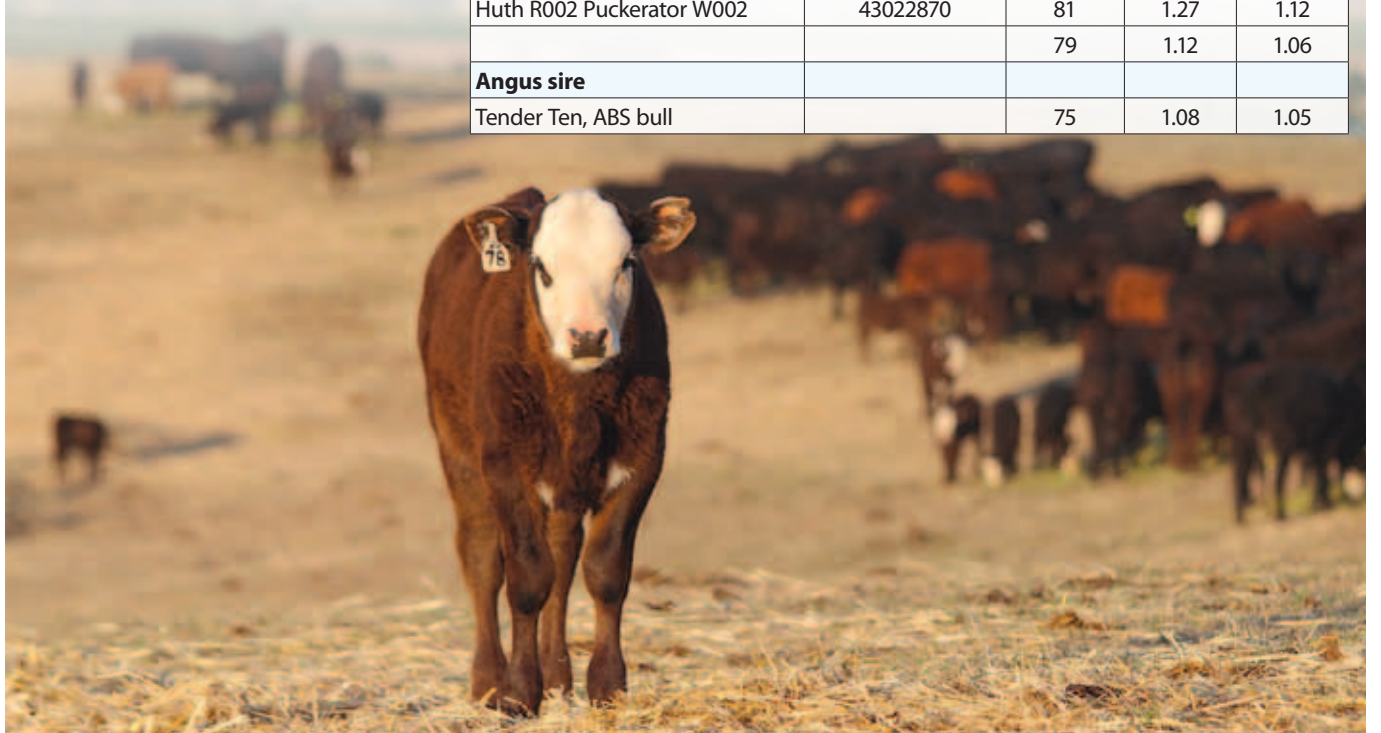 Huth R002 Puckerator W002 43022870 81 1.27 1.12
79 1.12 1.06
Angus sire
Tender Ten, ABS bull 75 1.08 1.05
78